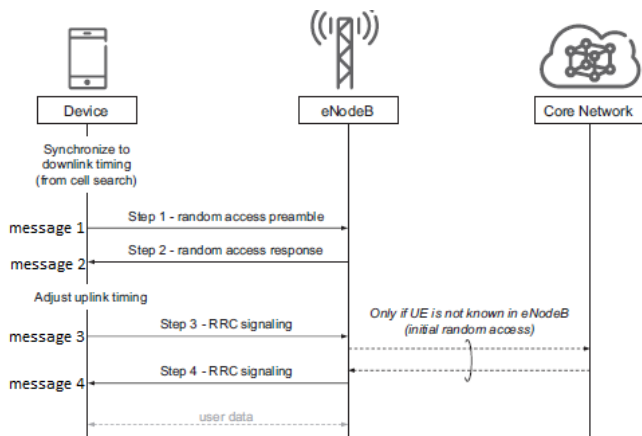 Device
eNodeB
Core Network
Synchronize to
downlink timing
(from cell search)
message 1
Step 1 - random access preamble
message 2
Step 2 - random access response
Adjust uplink timing
Only if UE is not known in eNodeB
(initial random access)
message 3
Step 3 - RRC signaling
message 4
Step 4 - RRC signaling
user data